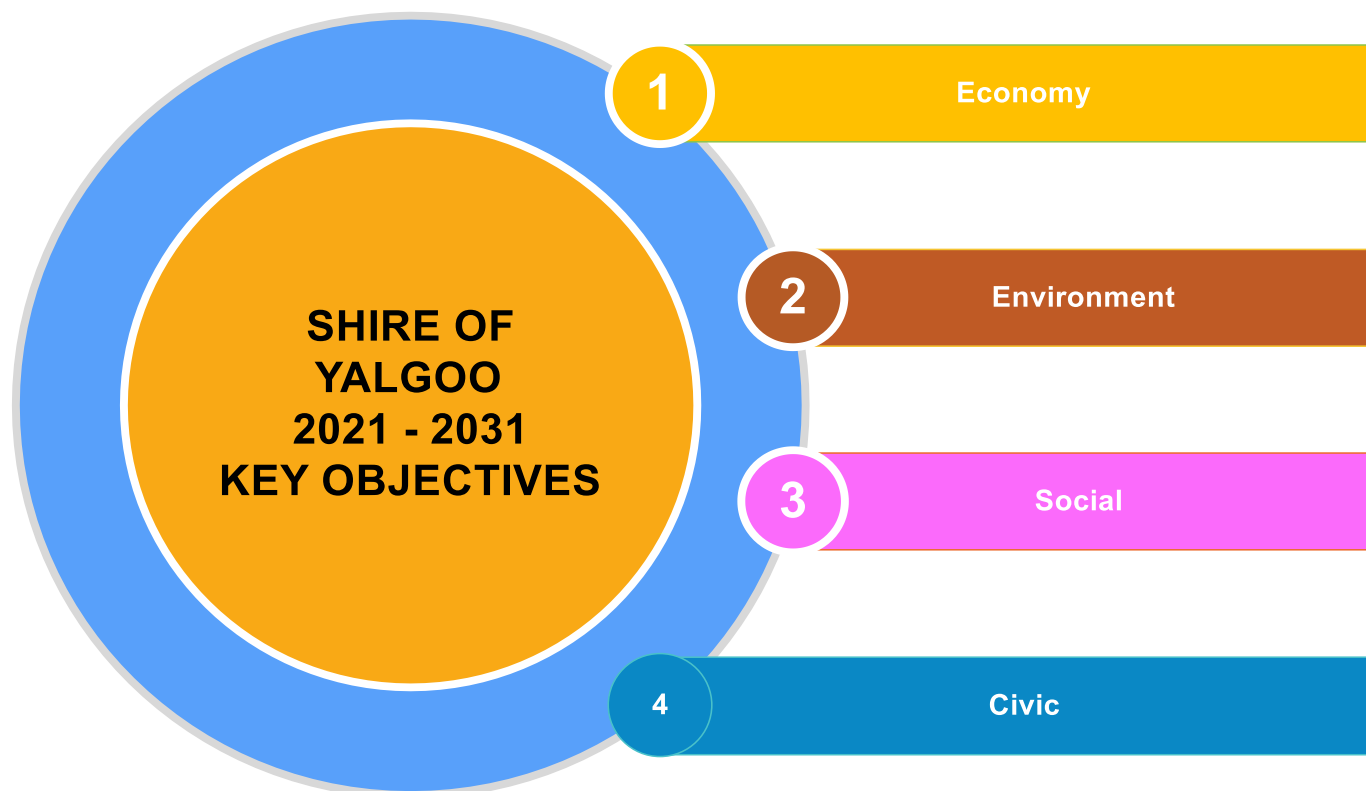 SHIRE OF
YALGOO
2021 - 2031
KEY OBJECTIVES
1
Economy
2
Environment
3
Social
4
Civic